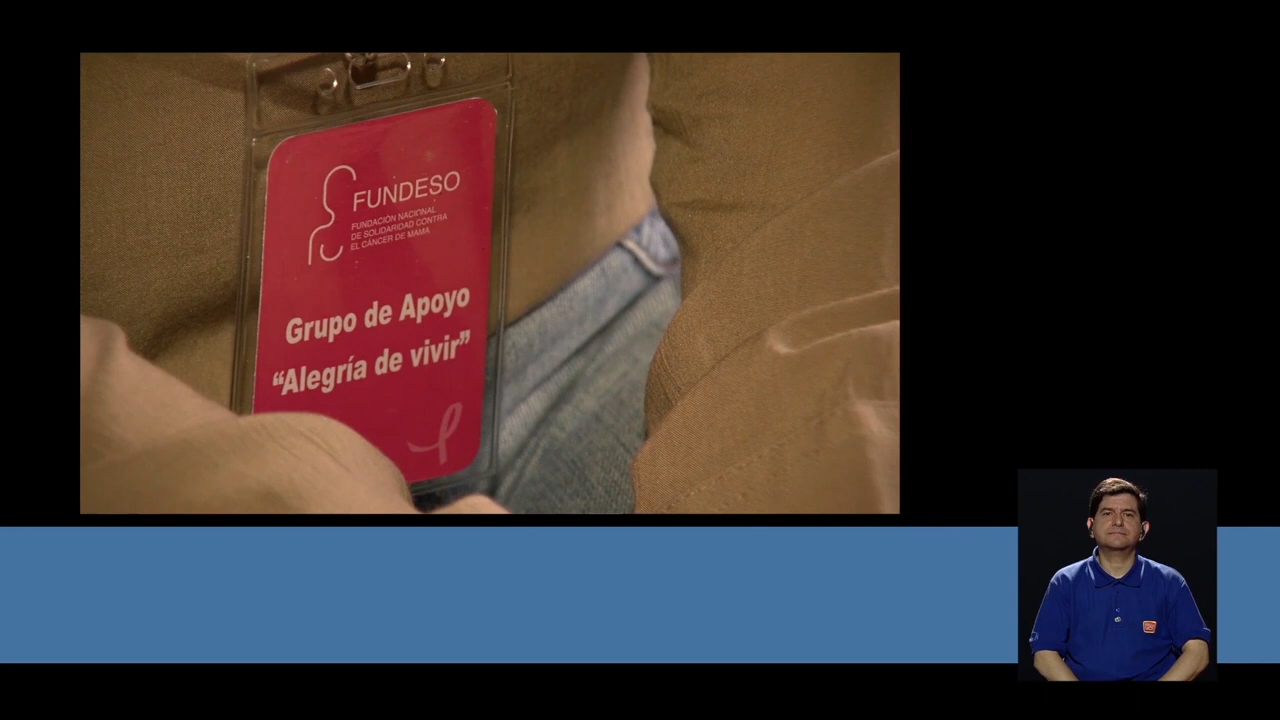 FUNDESO
FUNDACIÓN NACIONAL
DE SOLIDARIDAD CONTRA
EL CÁNCER DE MAMA
Grupo de Apoyo
“Alegría de vivir”